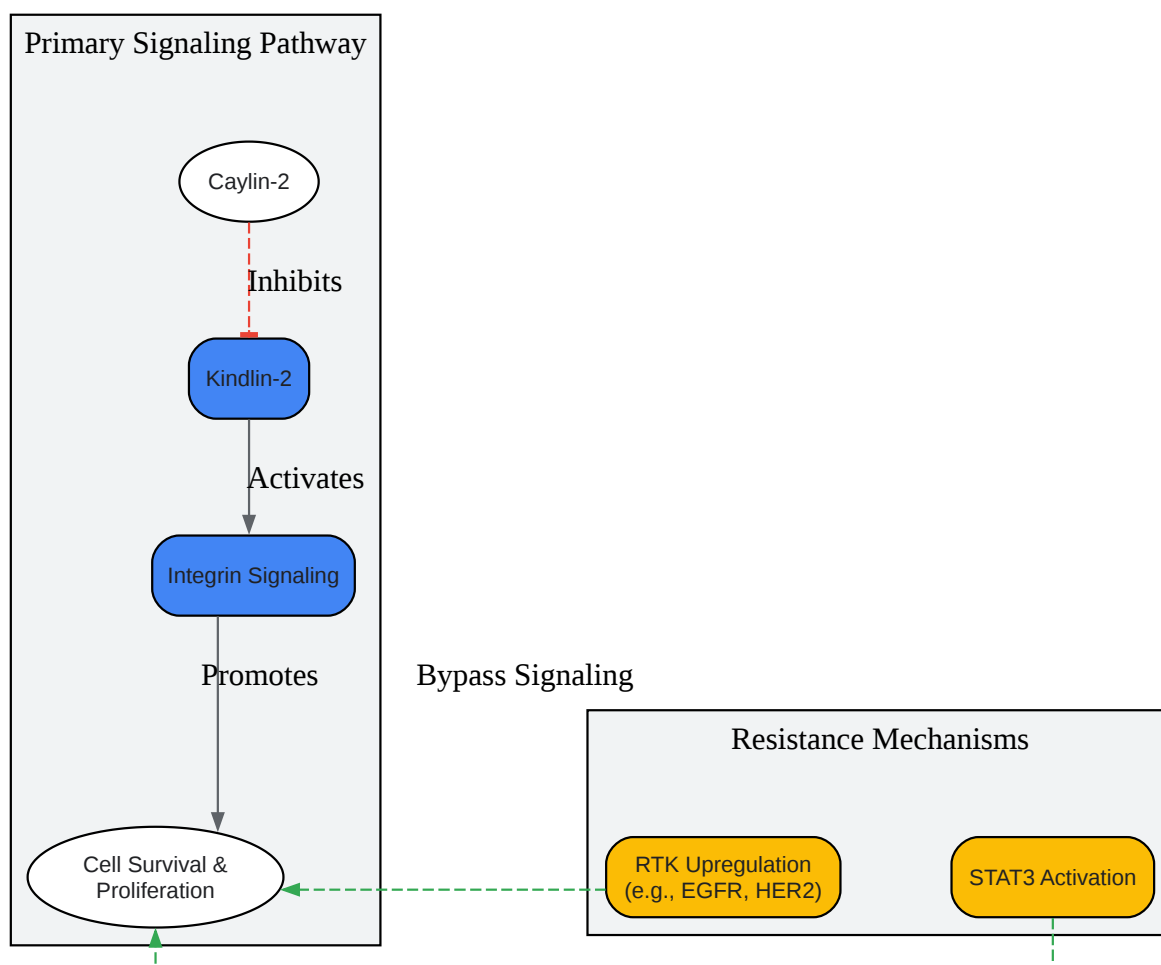 Primary Signaling Pathway
Caylin-2
Inhibits
Kindlin-2
Activates
Integrin Signaling
Promotes
Bypass Signaling
Resistance Mechanisms
Cell Survival &
Proliferation
RTK Upregulation
(e.g., EGFR, HER2)
STAT3 Activation